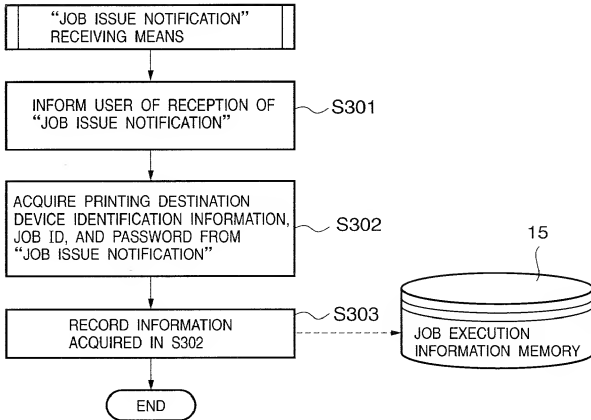 “JOB ISSUE NOTIFICATION”
RECEIVING MEANS
INFORM USER OF RECEPTION OF
“JOB ISSUE NOTIFICATION”
S301
ACQUIRE PRINTING DESTINATION
DEVICE IDENTIFICATION INFORMATION,
JOB ID, AND PASSWORD FROM
“JOB ISSUE NOTIFICATION”
S302
15
RECORD INFORMATION
ACQUIRED IN S302
S303
JOB EXECUTION
INFORMATION MEMORY
END